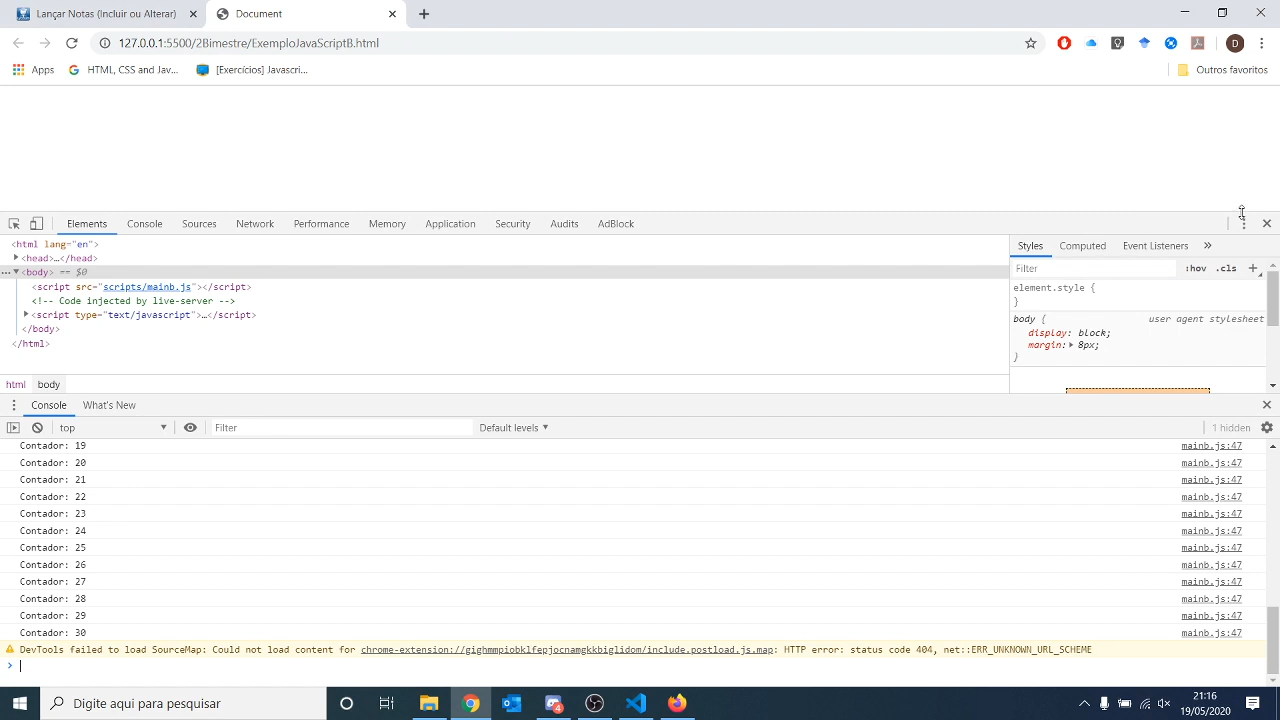 Lançar Notas (Incluir ou Alterar)
Document
127.0.0.1:5500/2Bimestre/ExemploJavaScriptB.html
D
Apps
HTML, CSS and Jav...
[Exercícios] Javascri...
Outros favoritos
Elements Console Sources Network Performance Memory Application Security Audits AdBlock
<html lang="en">
<head>…</head>
<body> == $0
<script src="scripts/mainb.js"></script>
<!-- Code injected by live-server -->
<script type="text/javascript">…</script>
</body>
</html>
html body
Styles Computed Event Listeners »
Filter :hov .cls +
element.style {
}
body { user agent stylesheet
display: block;
margin: 8px;
}
Console What's New
top Filter Default levels 1 hidden
Contador: 19 mainb.js:47
Contador: 20 mainb.js:47
Contador: 21 mainb.js:47
Contador: 22 mainb.js:47
Contador: 23 mainb.js:47
Contador: 24 mainb.js:47
Contador: 25 mainb.js:47
Contador: 26 mainb.js:47
Contador: 27 mainb.js:47
Contador: 28 mainb.js:47
Contador: 29 mainb.js:47
Contador: 30 mainb.js:47
DevTools failed to load SourceMap: Could not load content for chrome-extension://gighmmpiobklfepjocnamgkkbiglidom/include.postload.js.map: HTTP error: status code 404, net::ERR_UNKNOWN_URL_SCHEME
Digite aqui para pesquisar
4
21:16
19/05/2020